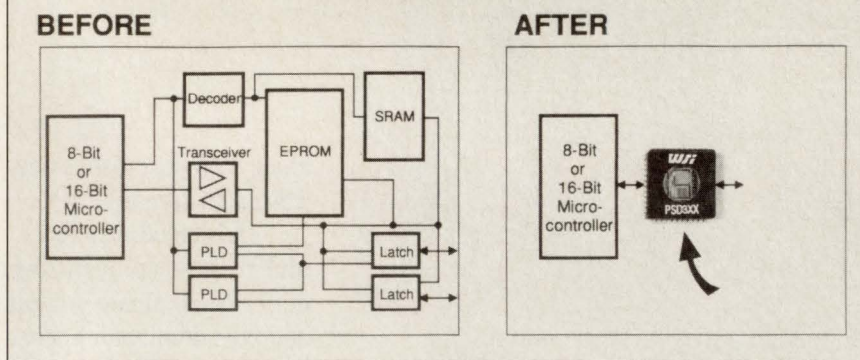 BEFORE
AFTER
Decoder
SRAM
EPROM
8-Bit
or
16-Bit
Micro-
controller
Transceiver
PLD
Latch
PLD
Latch
8-Bit
or
16-Bit
Micro-
controller
PSD3XX